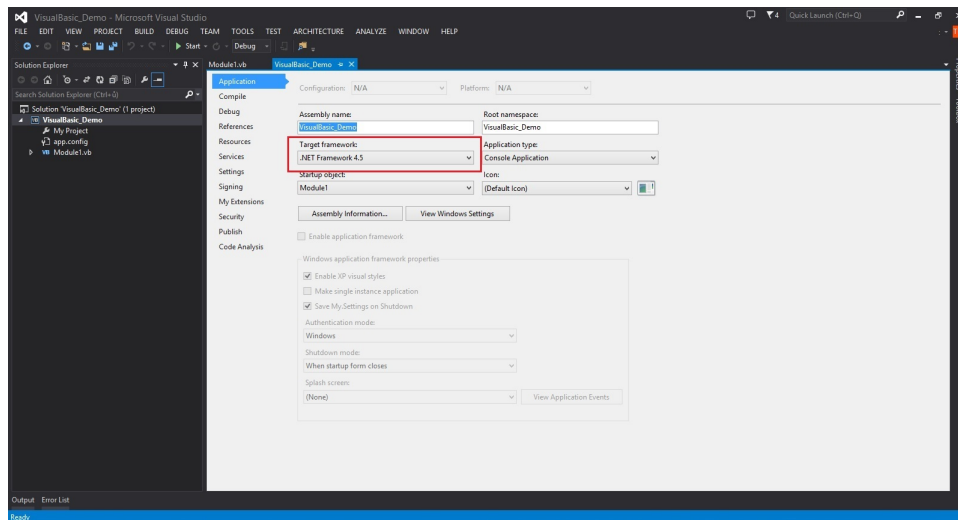 VisualBasic_Demo - Microsoft Visual Studio
4
Quick Launch (Ctrl+Q)
FILE EDIT VIEW PROJECT BUILD DEBUG TEAM TOOLS TEST ARCHITECTURE ANALYZE WINDOW HELP
Start
Debug
Solution Explorer
Module1.vb
VisualBasic_Demo
Search Solution Explorer (Ctrl+ù)
Solution 'VisualBasic_Demo' (1 project)
VisualBasic_Demo
My Project
app.config
Module1.vb
Application
Compile
Debug
References
Resources
Services
Settings
Signing
My Extensions
Security
Publish
Code Analysis
Configuration: N/A
Platform: N/A
Assembly name:
Root namespace:
VisualBasic_Demo
VisualBasic_Demo
Target framework:
Application type:
.NET Framework 4.5
Console Application
Startup object:
Icon:
Module1
(Default Icon)
Assembly Information...
View Windows Settings
Enable application framework
Windows application framework properties
Enable XP visual styles
Make single instance application
Save My.Settings on Shutdown
Authentication mode:
Windows
Shutdown mode:
When startup form closes
Splash screen:
(None)
View Application Events
Output Error List
Ready